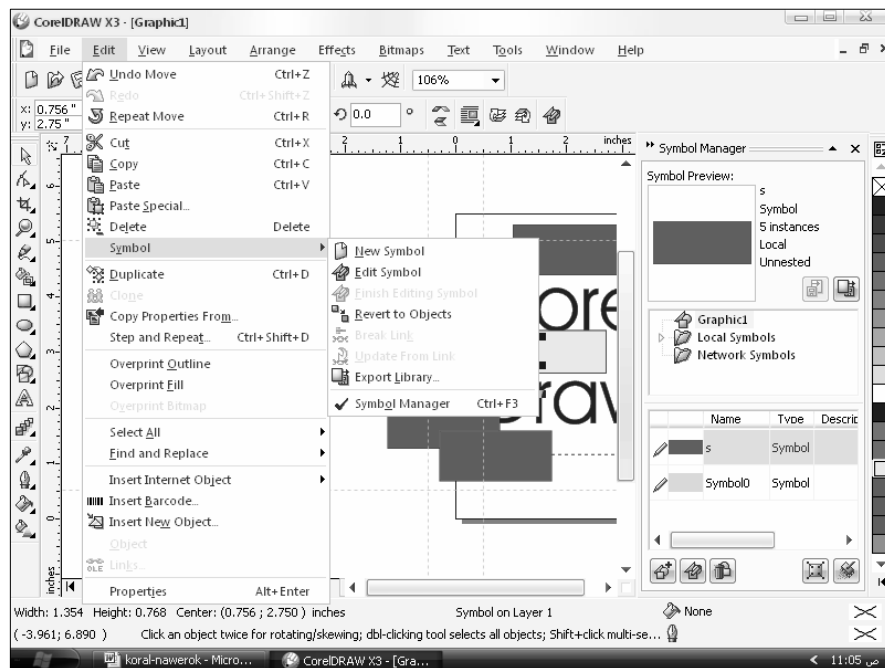 CorelDRAW X3 - [Graphic1]
File Edit View Layout Arrange Effects Bitmaps Text Tools Window Help
106%
x: 0.756 "
y: 2.75 "
0.0 °
Undo Move Ctrl+Z
Redo Ctrl+Shift+Z
Repeat Move Ctrl+R
Cut Ctrl+X
Copy Ctrl+C
Paste Ctrl+V
Paste Special...
Delete Delete
Symbol
Duplicate Ctrl+D
Clone
Copy Properties From...
Step and Repeat... Ctrl+Shift+D
Overprint Outline
Overprint Fill
Overprint Bitmap
Select All
Find and Replace
Insert Internet Object
Insert Barcode...
Insert New Object...
Object
Links...
Properties Alt+Enter
New Symbol
Edit Symbol
Finish Editing Symbol
Revert to Objects
Break Link
Update From Link
Export Library...
Symbol Manager Ctrl+F3
2 1 0 1 2 inches
Symbol Manager
Symbol Preview:
s
Symbol
5 instances
Local
Unnested
Graphic1
Local Symbols
Network Symbols
Name Type Descrip
s Symbol
Symbol0 Symbol
inches
Width: 1.354 Height: 0.768 Center: (0.756 ; 2.750 ) inches Symbol on Layer 1 None
( -3.961; 6.890 ) Click an object twice for rotating/skewing; dbl-clicking tool selects all objects; Shift+click multi-se...
koral-nawerok - Micro... CorelDRAW X3 - [Gra... 11:05 ص